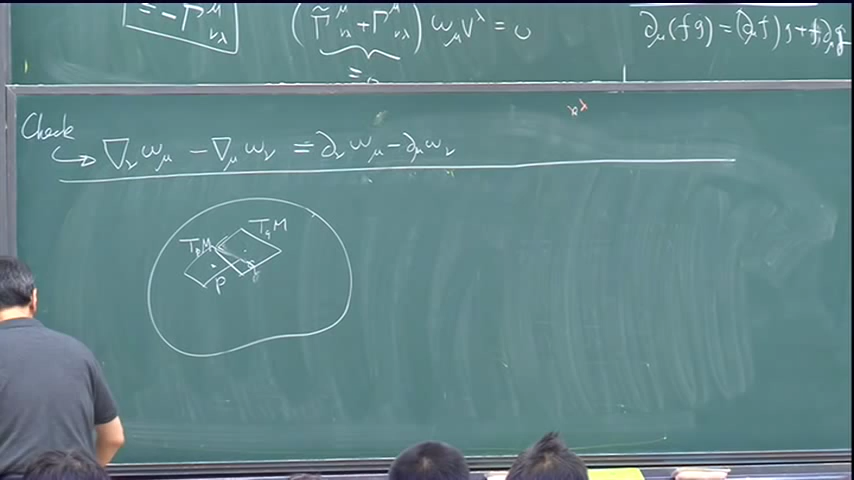 = -Γ^μ_νλ
(Γ̃^μ_νλ + Γ^μ_νλ) ω_μ V^λ = 0
= 0
∂_μ(fg) = (∂_μ f) g + f ∂_μ g
Check
∇_ν ω_μ - ∇_μ ω_ν = ∂_ν ω_μ - ∂_μ ω_ν
T_pM T_qM
p q